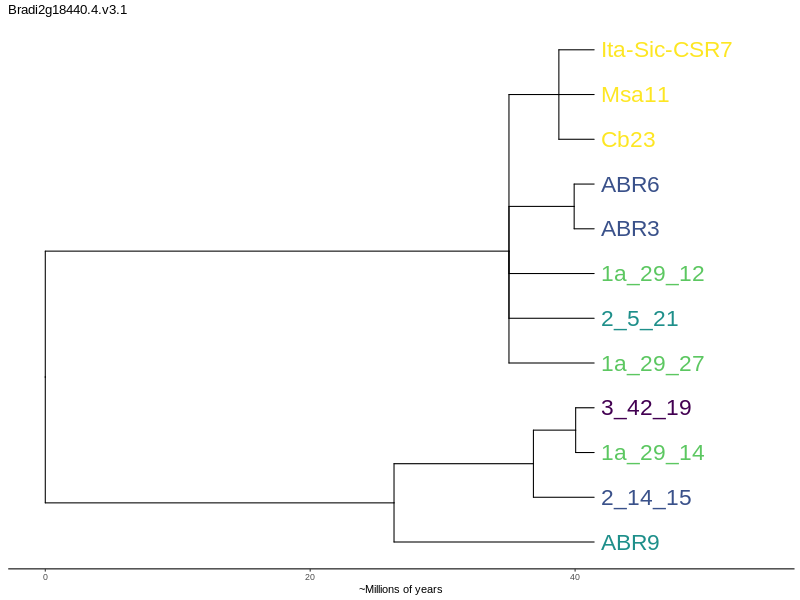 Bradi2g18440.4.v3.1
Ita-Sic-CSR7
Msa11
Cb23
ABR6
ABR3
1a_29_12
2_5_21
1a_29_27
3_42_19
1a_29_14
2_14_15
ABR9
0 20 40
~Millions of years